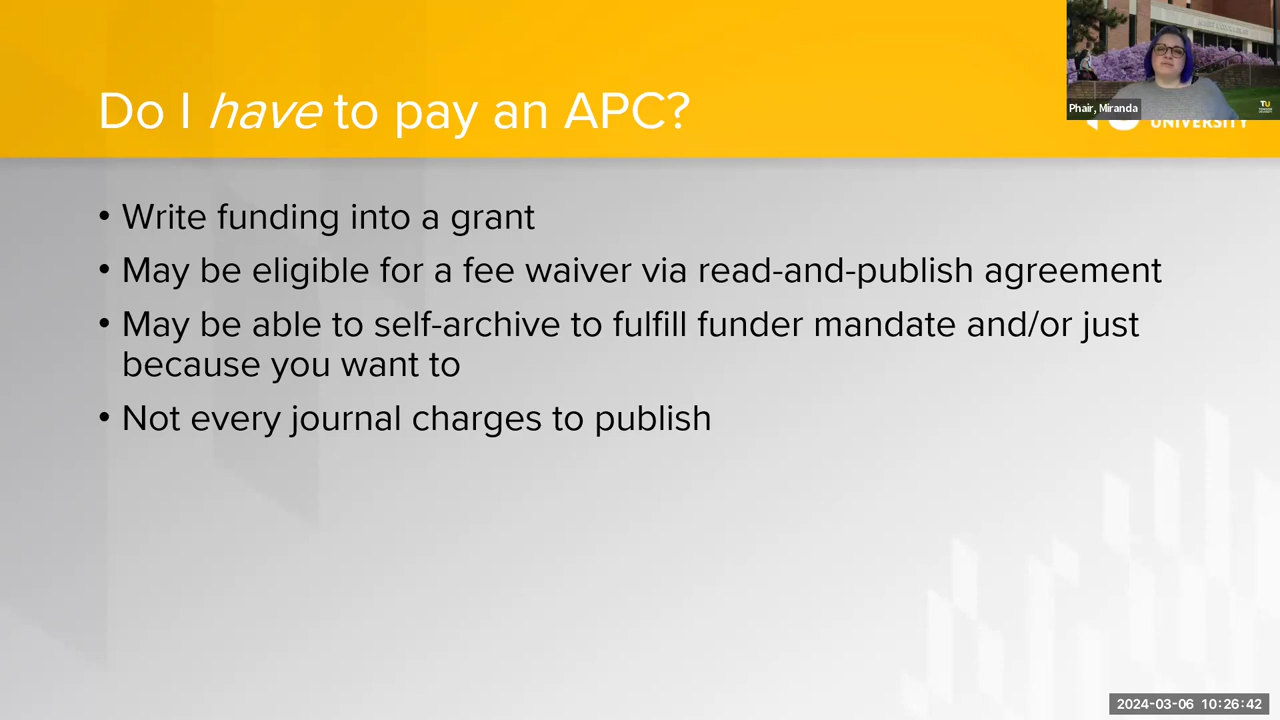 Do I have to pay an APC?
Phair, Miranda
TU
UNIVERSITY
• Write funding into a grant
• May be eligible for a fee waiver via read-and-publish agreement
• May be able to self-archive to fulfill funder mandate and/or just
because you want to
• Not every journal charges to publish
2024-03-06 10:26:42